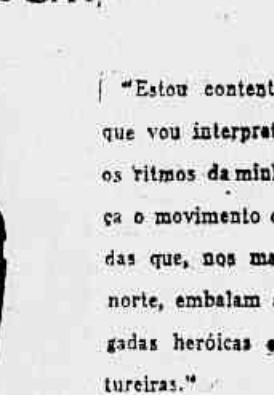 "Estou content
que vou interpret
os ritmos da min
ça o movimento
das que, nos ma
norte, embalam
gadas heróicas
tureiras."